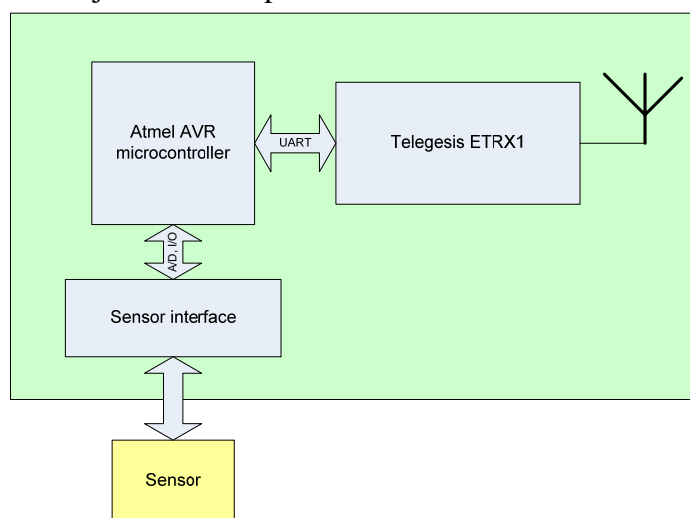 Atmel AVR
microcontroller
UART
Telegesis ETRX1
A/D, I/O
Sensor interface
Sensor